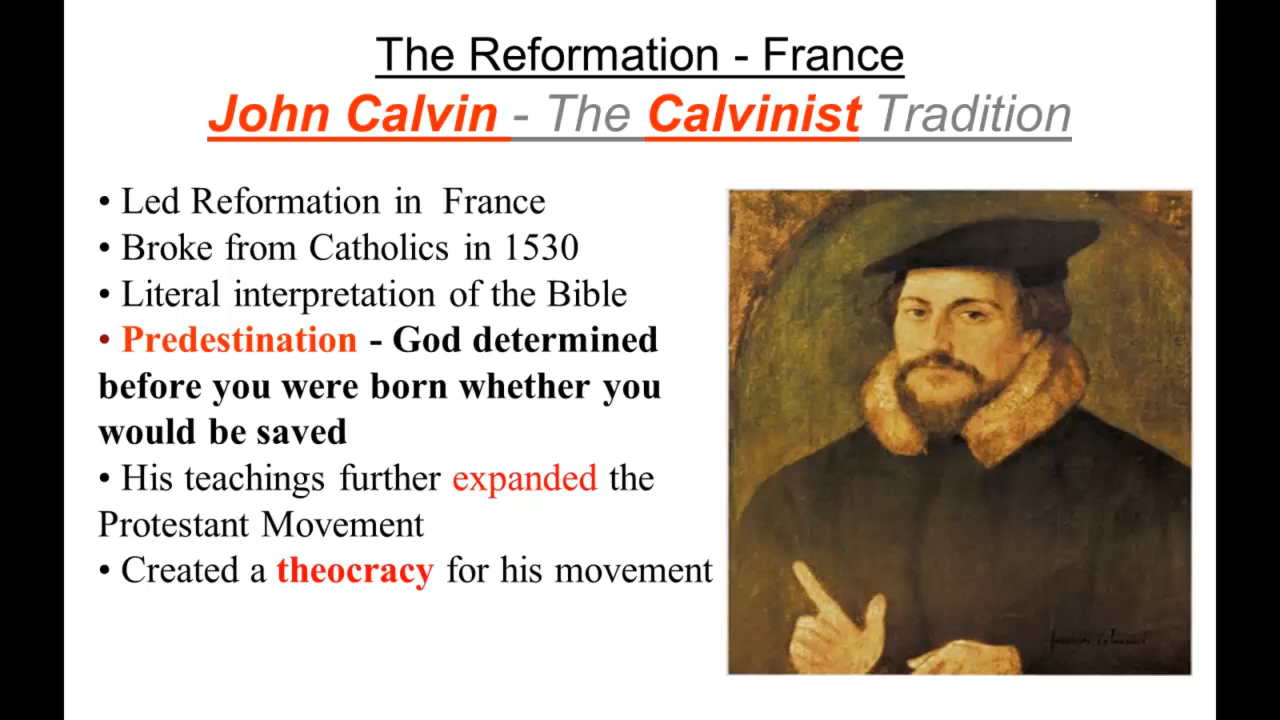 The Reformation - France
John Calvin - The Calvinist Tradition
• Led Reformation in France
• Broke from Catholics in 1530
• Literal interpretation of the Bible
• Predestination - God determined
before you were born whether you
would be saved
• His teachings further expanded the
Protestant Movement
• Created a theocracy for his movement